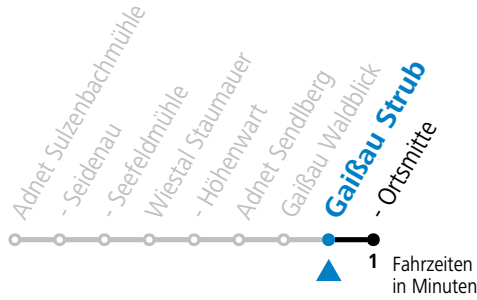 Adnet Sulzenbachmühle
- Seidenau
- Seefeldmühle
Wiestal Staumauer
- Höhenwart
Adnet Sendlberg
Gaißau Waldblick
Gaißau Strub
- Ortsmitte
1 Fahrzeiten
in Minuten